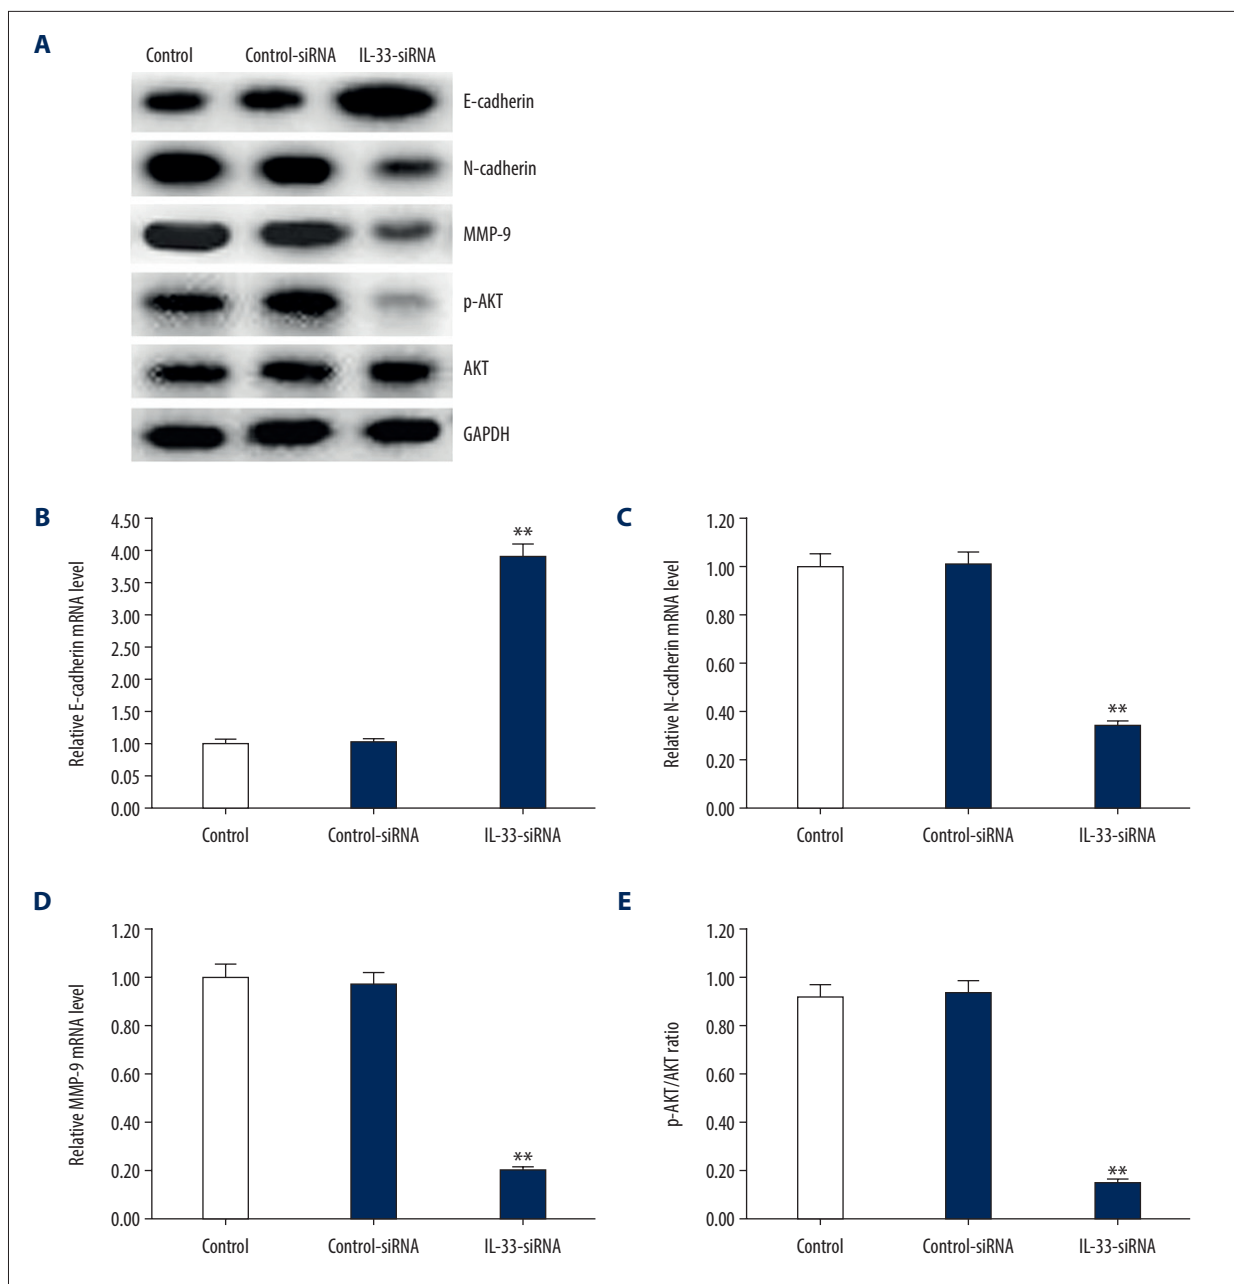 A
Control Control-siRNA IL-33-siRNA
E-cadherin
N-cadherin
MMP-9
p-AKT
AKT
GAPDH
B
Relative E-cadherin mRNA level
4.50
4.00
3.50
4.00
2.50
2.00
1.50
1.00
0.05
0.00
**
Control Control-siRNA IL-33-siRNA
C
Relative N-cadherin mRNA level
1.20
1.00
0.80
0.60
0.40
0.20
0.00
**
Control Control-siRNA IL-33-siRNA
D
Relative MMP-9 mRNA level
1.20
1.00
0.80
0.60
0.40
0.20
0.00
**
Control Control-siRNA IL-33-siRNA
E
p-AKT/AKT ratio
1.20
1.00
0.80
0.60
0.40
0.20
0.00
**
Control Control-siRNA IL-33-siRNA